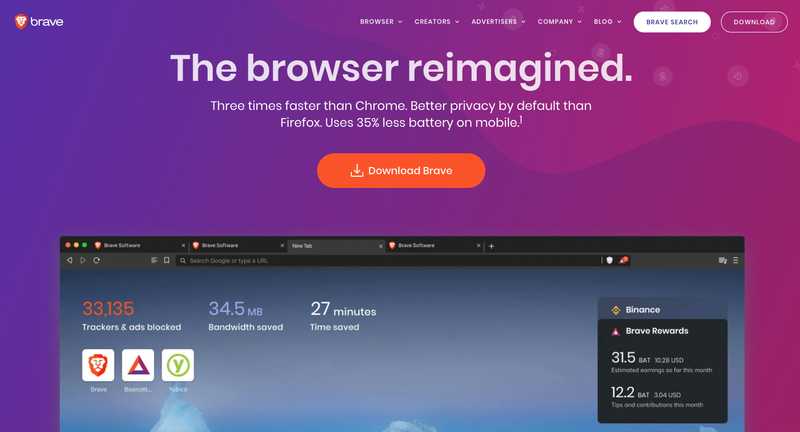 brave
BROWSER CREATORS ADVERTISERS COMPANY BLOG BRAVE SEARCH DOWNLOAD
The browser reimagined.
Three times faster than Chrome. Better privacy by default than
Firefox. Uses 35% less battery on mobile.1
Download Brave
Brave Software Brave Software New Tab Brave Software
Search Google or type a URL
33,135
Trackers & ads blocked
34.5 MB
Bandwidth saved
27 minutes
Time saved
Brave
Yubico
Binance
Brave Rewards
31.5 BAT 10.28 USD
Estimated earnings so far this month
12.2 BAT 3.04 USD
Tips and contributions this month